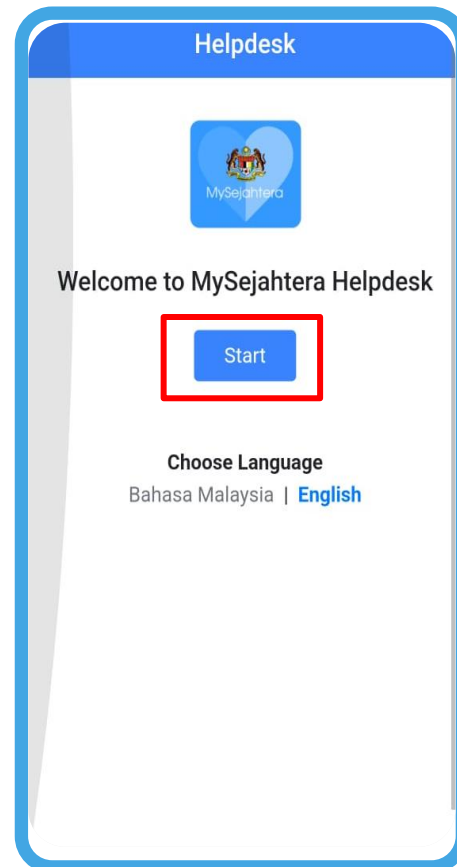 Helpdesk
MySejahtera
Welcome to MySejahtera Helpdesk
Start
Choose Language
Bahasa Malaysia | English